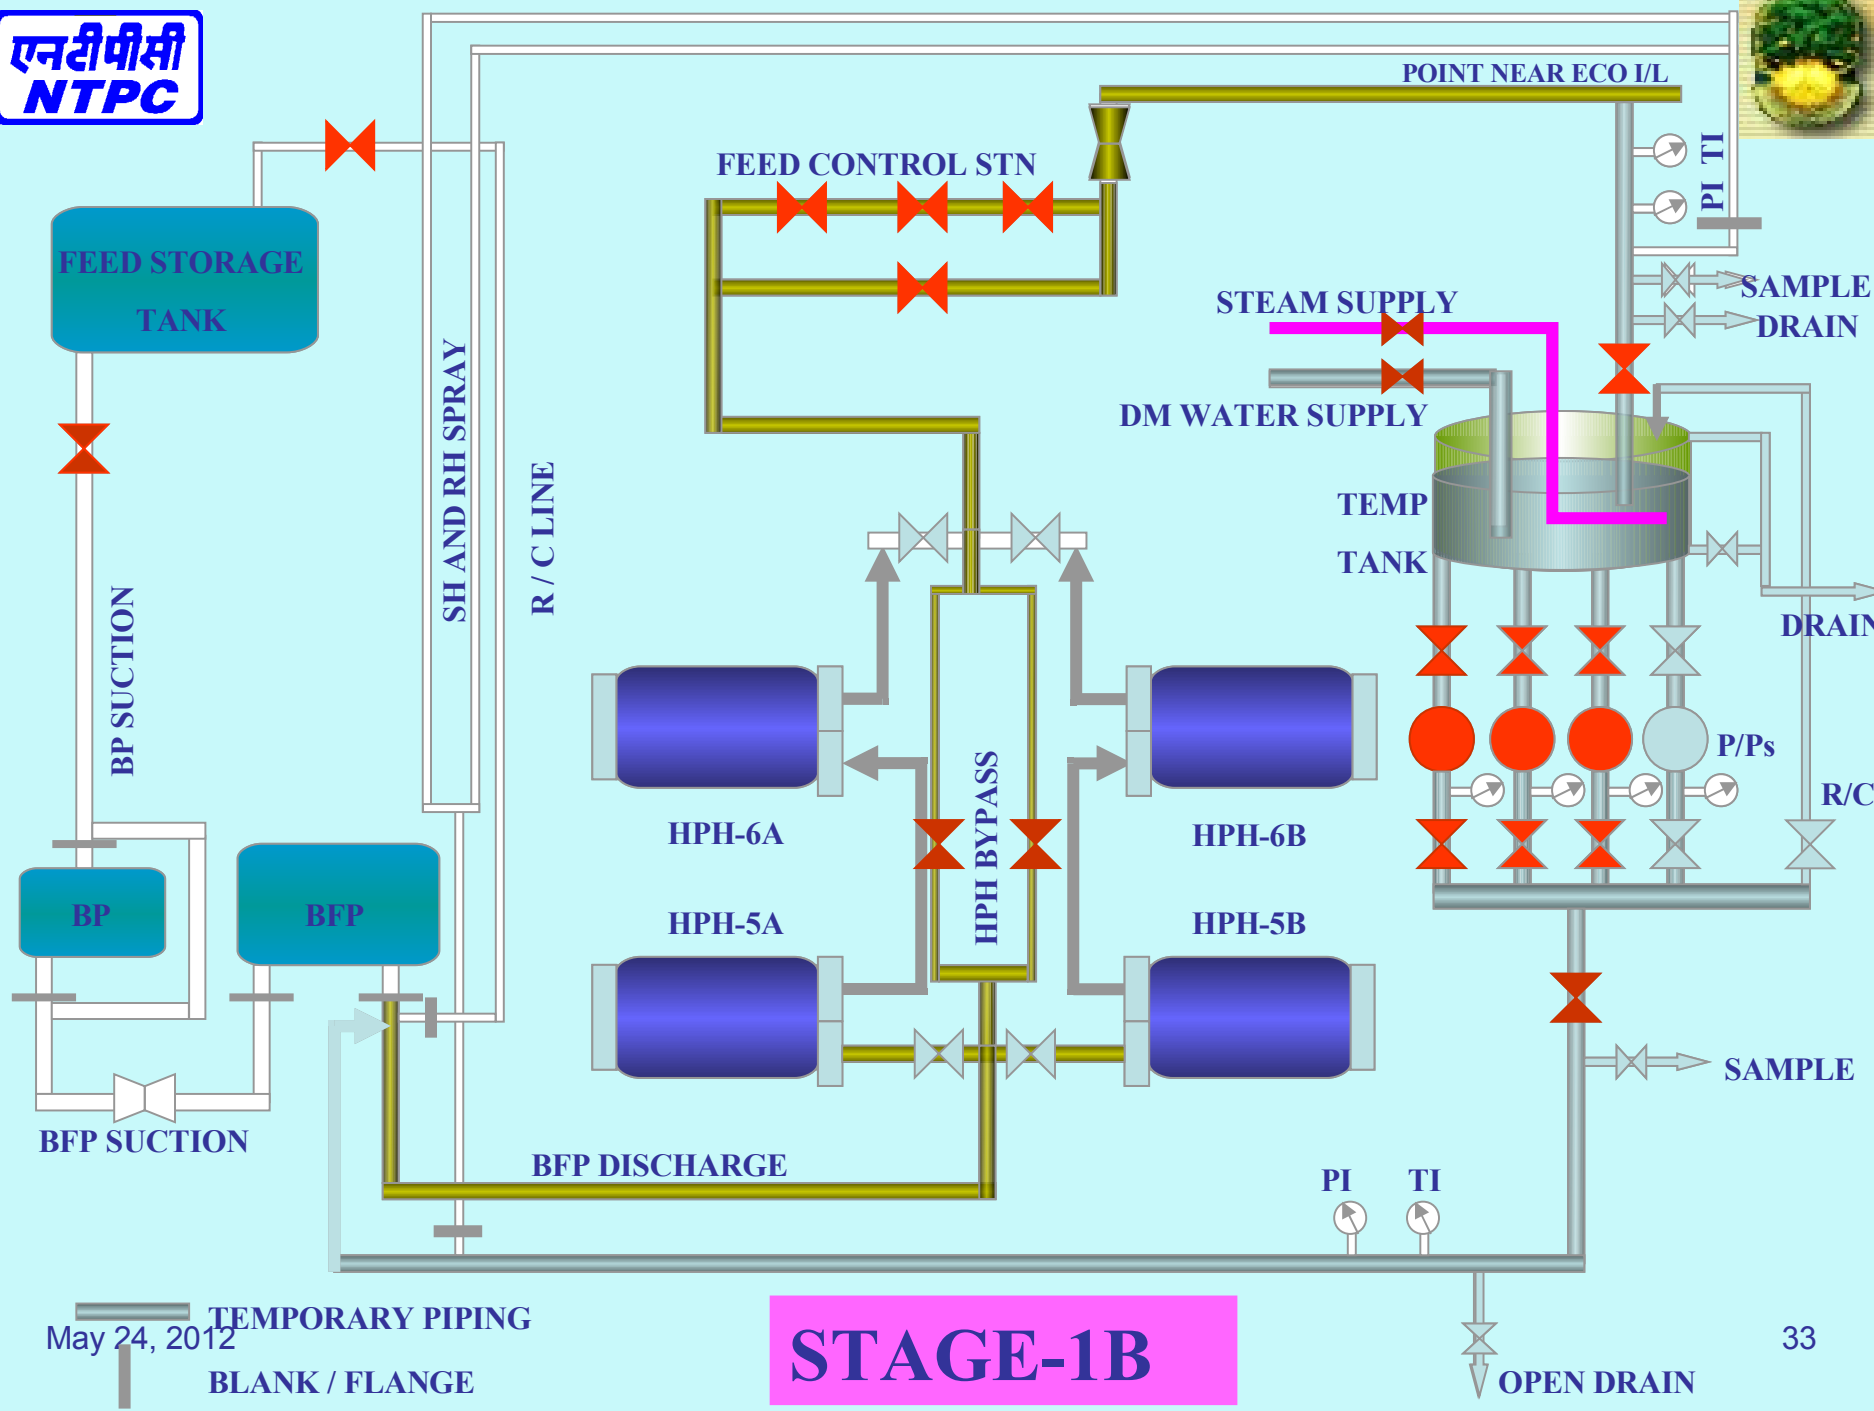 एनटीपीसी
NTPC
POINT NEAR ECO I/L
FEED CONTROL STN
TI
PI
FEED STORAGE
TANK
STEAM SUPPLY
SAMPLE
DRAIN
DM WATER SUPPLY
SH AND RH SPRAY
R / C LINE
TEMP
TANK
DRAIN
BP SUCTION
P/Ps
R/C
HPH-6A
HPH BYPASS
HPH-6B
BP
BFP
HPH-5A
HPH-5B
SAMPLE
BFP SUCTION
BFP DISCHARGE
PI
TI
TEMPORARY PIPING
May 24, 2012
STAGE-1B
33
BLANK / FLANGE
OPEN DRAIN